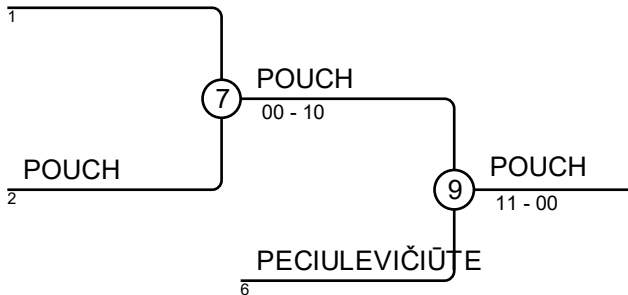 1
POUCH
7
00 - 10
POUCH
2
POUCH
9
11 - 00
PECIULEVIČIŪTE
6